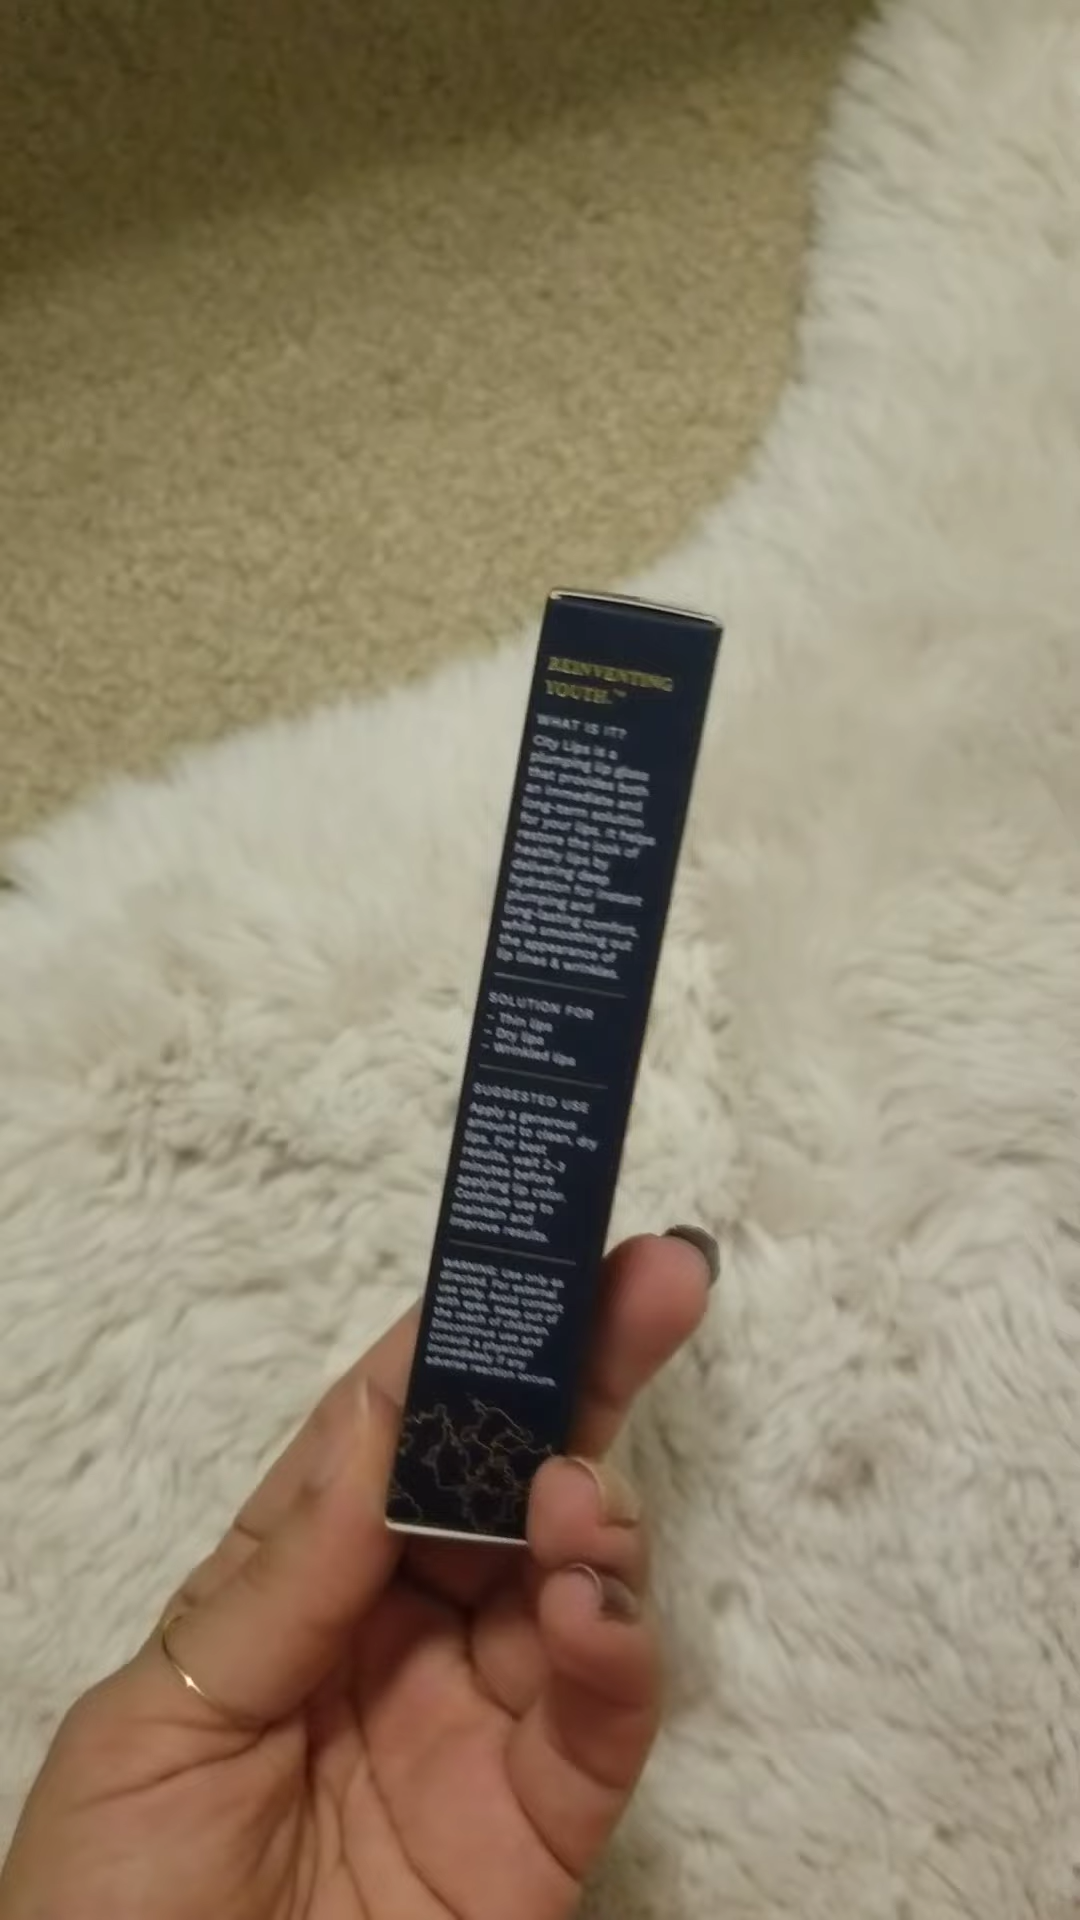 REINVENTING
YOUTH.™
WHAT IS IT?
City Lips is a
plumping lip gloss
that provides both
an immediate and
long-term solution
for your lips. It helps
restore the look of
healthy lips by
delivering deep
hydration for instant
plumping and
long-lasting comfort,
while smoothing out
the appearance of
lip lines & wrinkles.
SOLUTION FOR
- Thin lips
- Dry lips
- Wrinkled lips
SUGGESTED USE
Apply a generous
amount to clean, dry
lips. For best
results, wait 2-3
minutes before
applying lip color.
Continue use to
maintain and
improve results.
WARNING: Use only as
directed. For external
use only. Avoid contact
with eyes. Keep out of
the reach of children.
Discontinue use and
consult a physician
immediately if any
adverse reaction occurs.